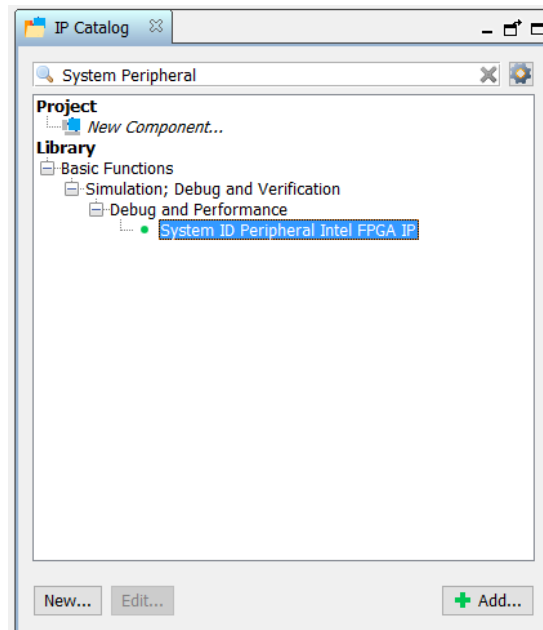 IP Catalog
System Peripheral
Project
New Component...
Library
Basic Functions
Simulation; Debug and Verification
Debug and Performance
System ID Peripheral Intel FPGA IP
New... Edit... Add...